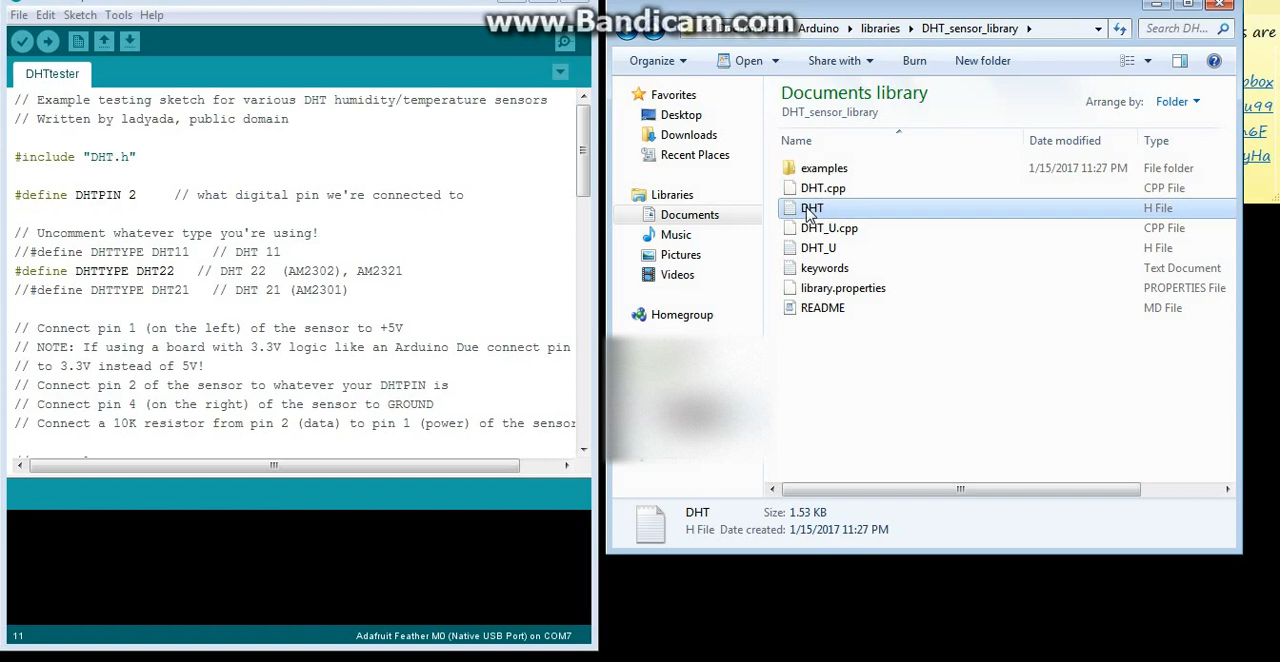 www.Bandicam.com
File Edit Sketch Tools Help
DHTtester
// Example testing sketch for various DHT humidity/temperature sensors
// Written by ladyada, public domain
#include "DHT.h"
#define DHTPIN 2 // what digital pin we're connected to
// Uncomment whatever type you're using!
//#define DHTTYPE DHT11 // DHT 11
#define DHTTYPE DHT22 // DHT 22 (AM2302), AM2321
//#define DHTTYPE DHT21 // DHT 21 (AM2301)
// Connect pin 1 (on the left) of the sensor to +5V
// NOTE: If using a board with 3.3V logic like an Arduino Due connect pin
// to 3.3V instead of 5V!
// Connect pin 2 of the sensor to whatever your DHTPIN is
// Connect pin 4 (on the right) of the sensor to GROUND
// Connect a 10K resistor from pin 2 (data) to pin 1 (power) of the sensor
11
Adafruit Feather M0 (Native USB Port) on COM7
Arduino libraries DHT_sensor_library
Search DH...
Organize Open Share with Burn New folder
Favorites
Desktop
Downloads
Recent Places
Libraries
Documents
Music
Pictures
Videos
Homegroup
Documents library
DHT_sensor_library
Arrange by: Folder
Name Date modified Type
examples 1/15/2017 11:27 PM File folder
DHT.cpp CPP File
DHT H File
DHT_U.cpp CPP File
DHT_U H File
keywords Text Document
library.properties PROPERTIES File
README MD File
DHT Size: 1.53 KB
H File Date created: 1/15/2017 11:27 PM
s are
box
u99
6F
yHa